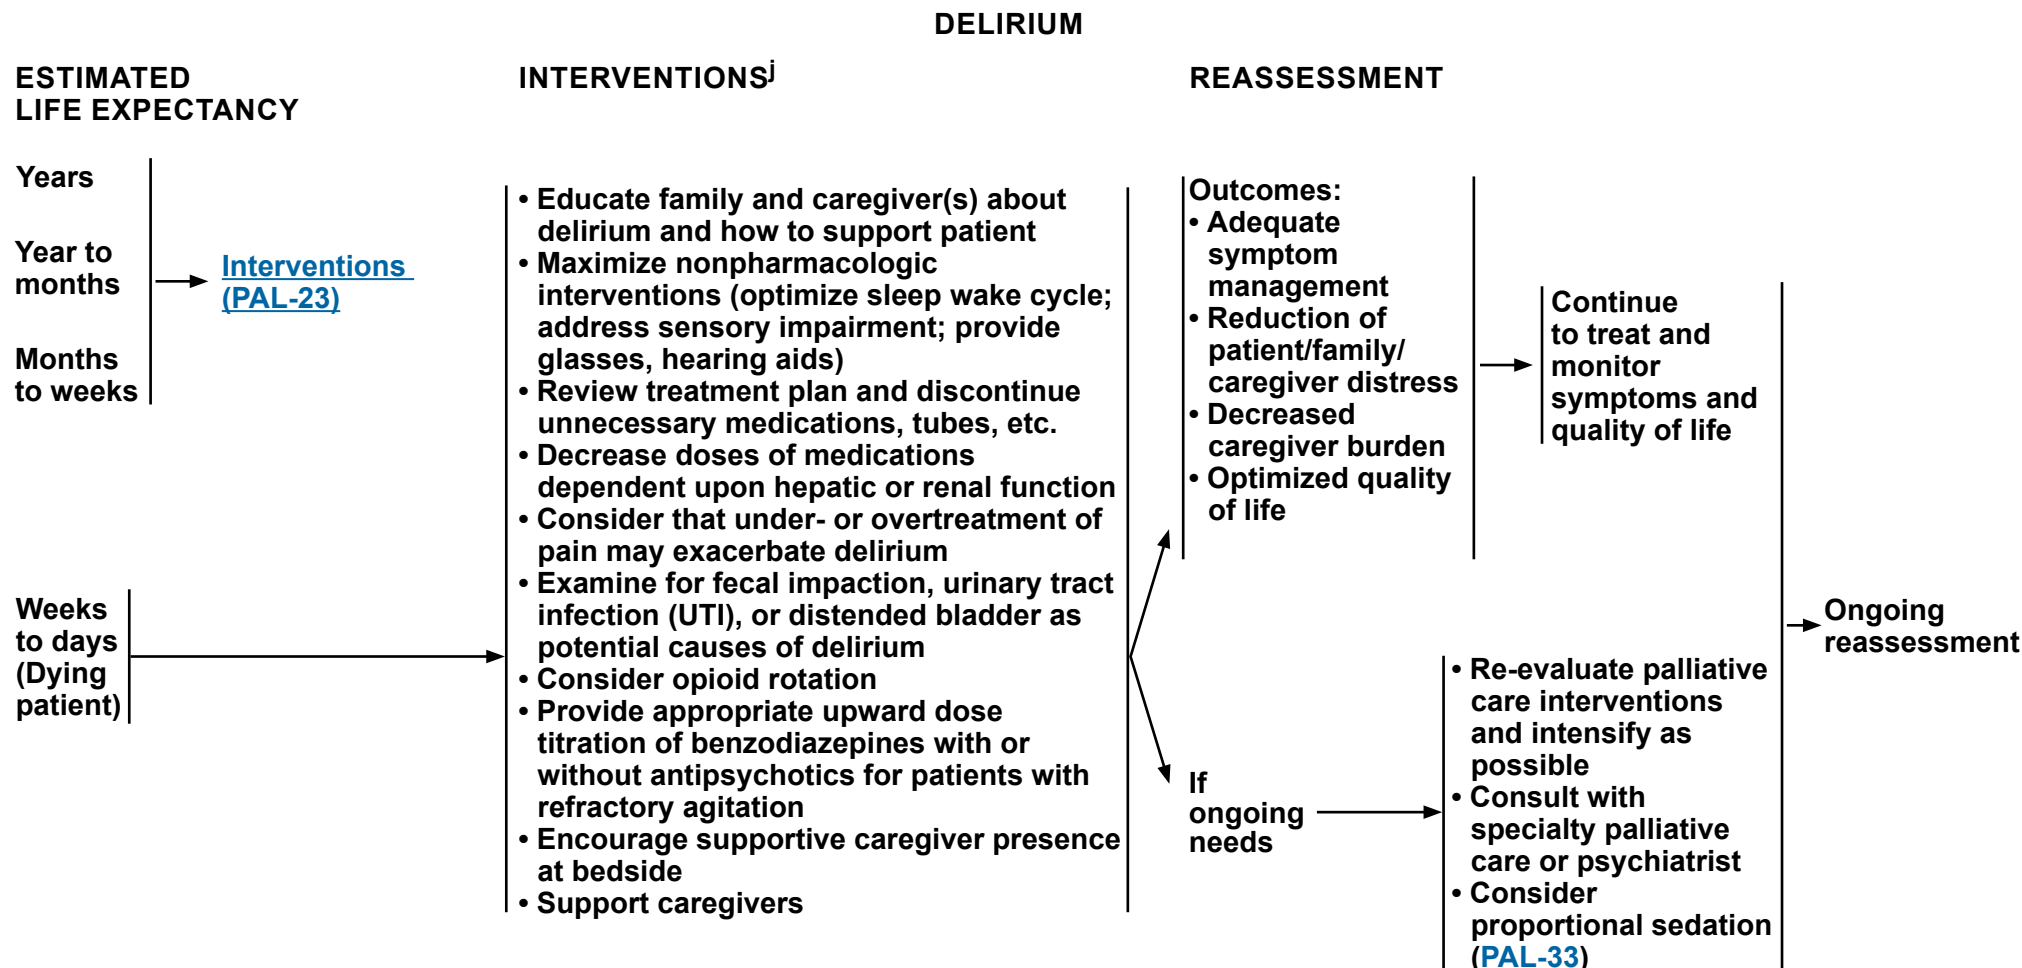 DELIRIUM
ESTIMATED
LIFE EXPECTANCY
INTERVENTIONSj
REASSESSMENT
Years
Year to
months
Months
to weeks
Interventions
(PAL-23)
Weeks
to days
(Dying
patient)
• Educate family and caregiver(s) about
delirium and how to support patient
• Maximize nonpharmacologic
interventions (optimize sleep wake cycle;
address sensory impairment; provide
glasses, hearing aids)
• Review treatment plan and discontinue
unnecessary medications, tubes, etc.
• Decrease doses of medications
dependent upon hepatic or renal function
• Consider that under- or overtreatment of
pain may exacerbate delirium
• Examine for fecal impaction, urinary tract
infection (UTI), or distended bladder as
potential causes of delirium
• Consider opioid rotation
• Provide appropriate upward dose
titration of benzodiazepines with or
without antipsychotics for patients with
refractory agitation
• Encourage supportive caregiver presence
at bedside
• Support caregivers
Outcomes:
• Adequate
symptom
management
• Reduction of
patient/family/
caregiver distress
• Decreased
caregiver burden
• Optimized quality
of life
Continue
to treat and
monitor
symptoms and
quality of life
If
ongoing
needs
• Re-evaluate palliative
care interventions
and intensify as
possible
• Consult with
specialty palliative
care or psychiatrist
• Consider
proportional sedation
(PAL-33)
Ongoing
reassessment